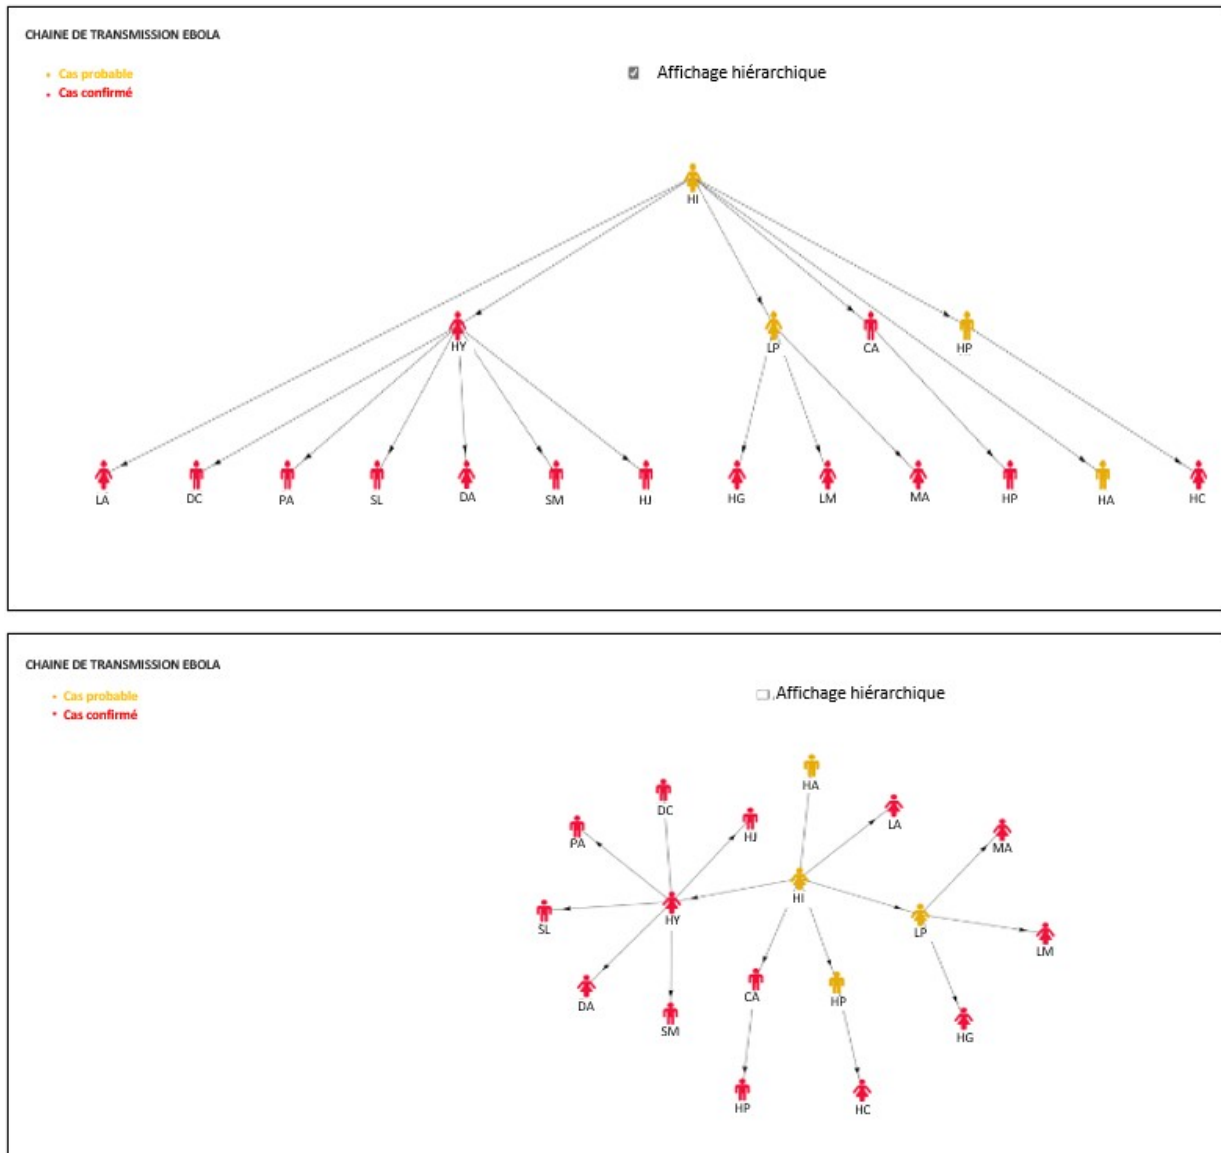 CHAINE DE TRANSMISSION EBOLA
Cas probable
Cas confirmé
Affichage hiérarchique
HI
HY
LP
CA
HP
LA
DC
PA
SL
DA
SM
HJ
HG
LM
MA
HP
HA
HC
CHAINE DE TRANSMISSION EBOLA
Cas probable
Cas confirmé
Affichage hiérarchique
HA
DC
LA
HJ
PA
MA
HI
HY
SL
LP
LM
CA
HP
DA
SM
HG
HP
HC